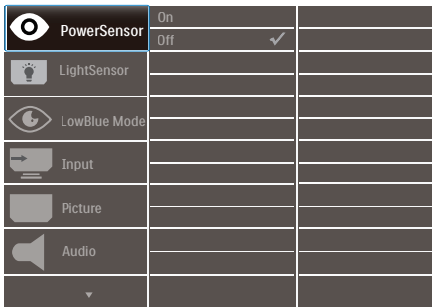 PowerSensor
On
Off
LightSensor
LowBlue Mode
Input
Picture
Audio